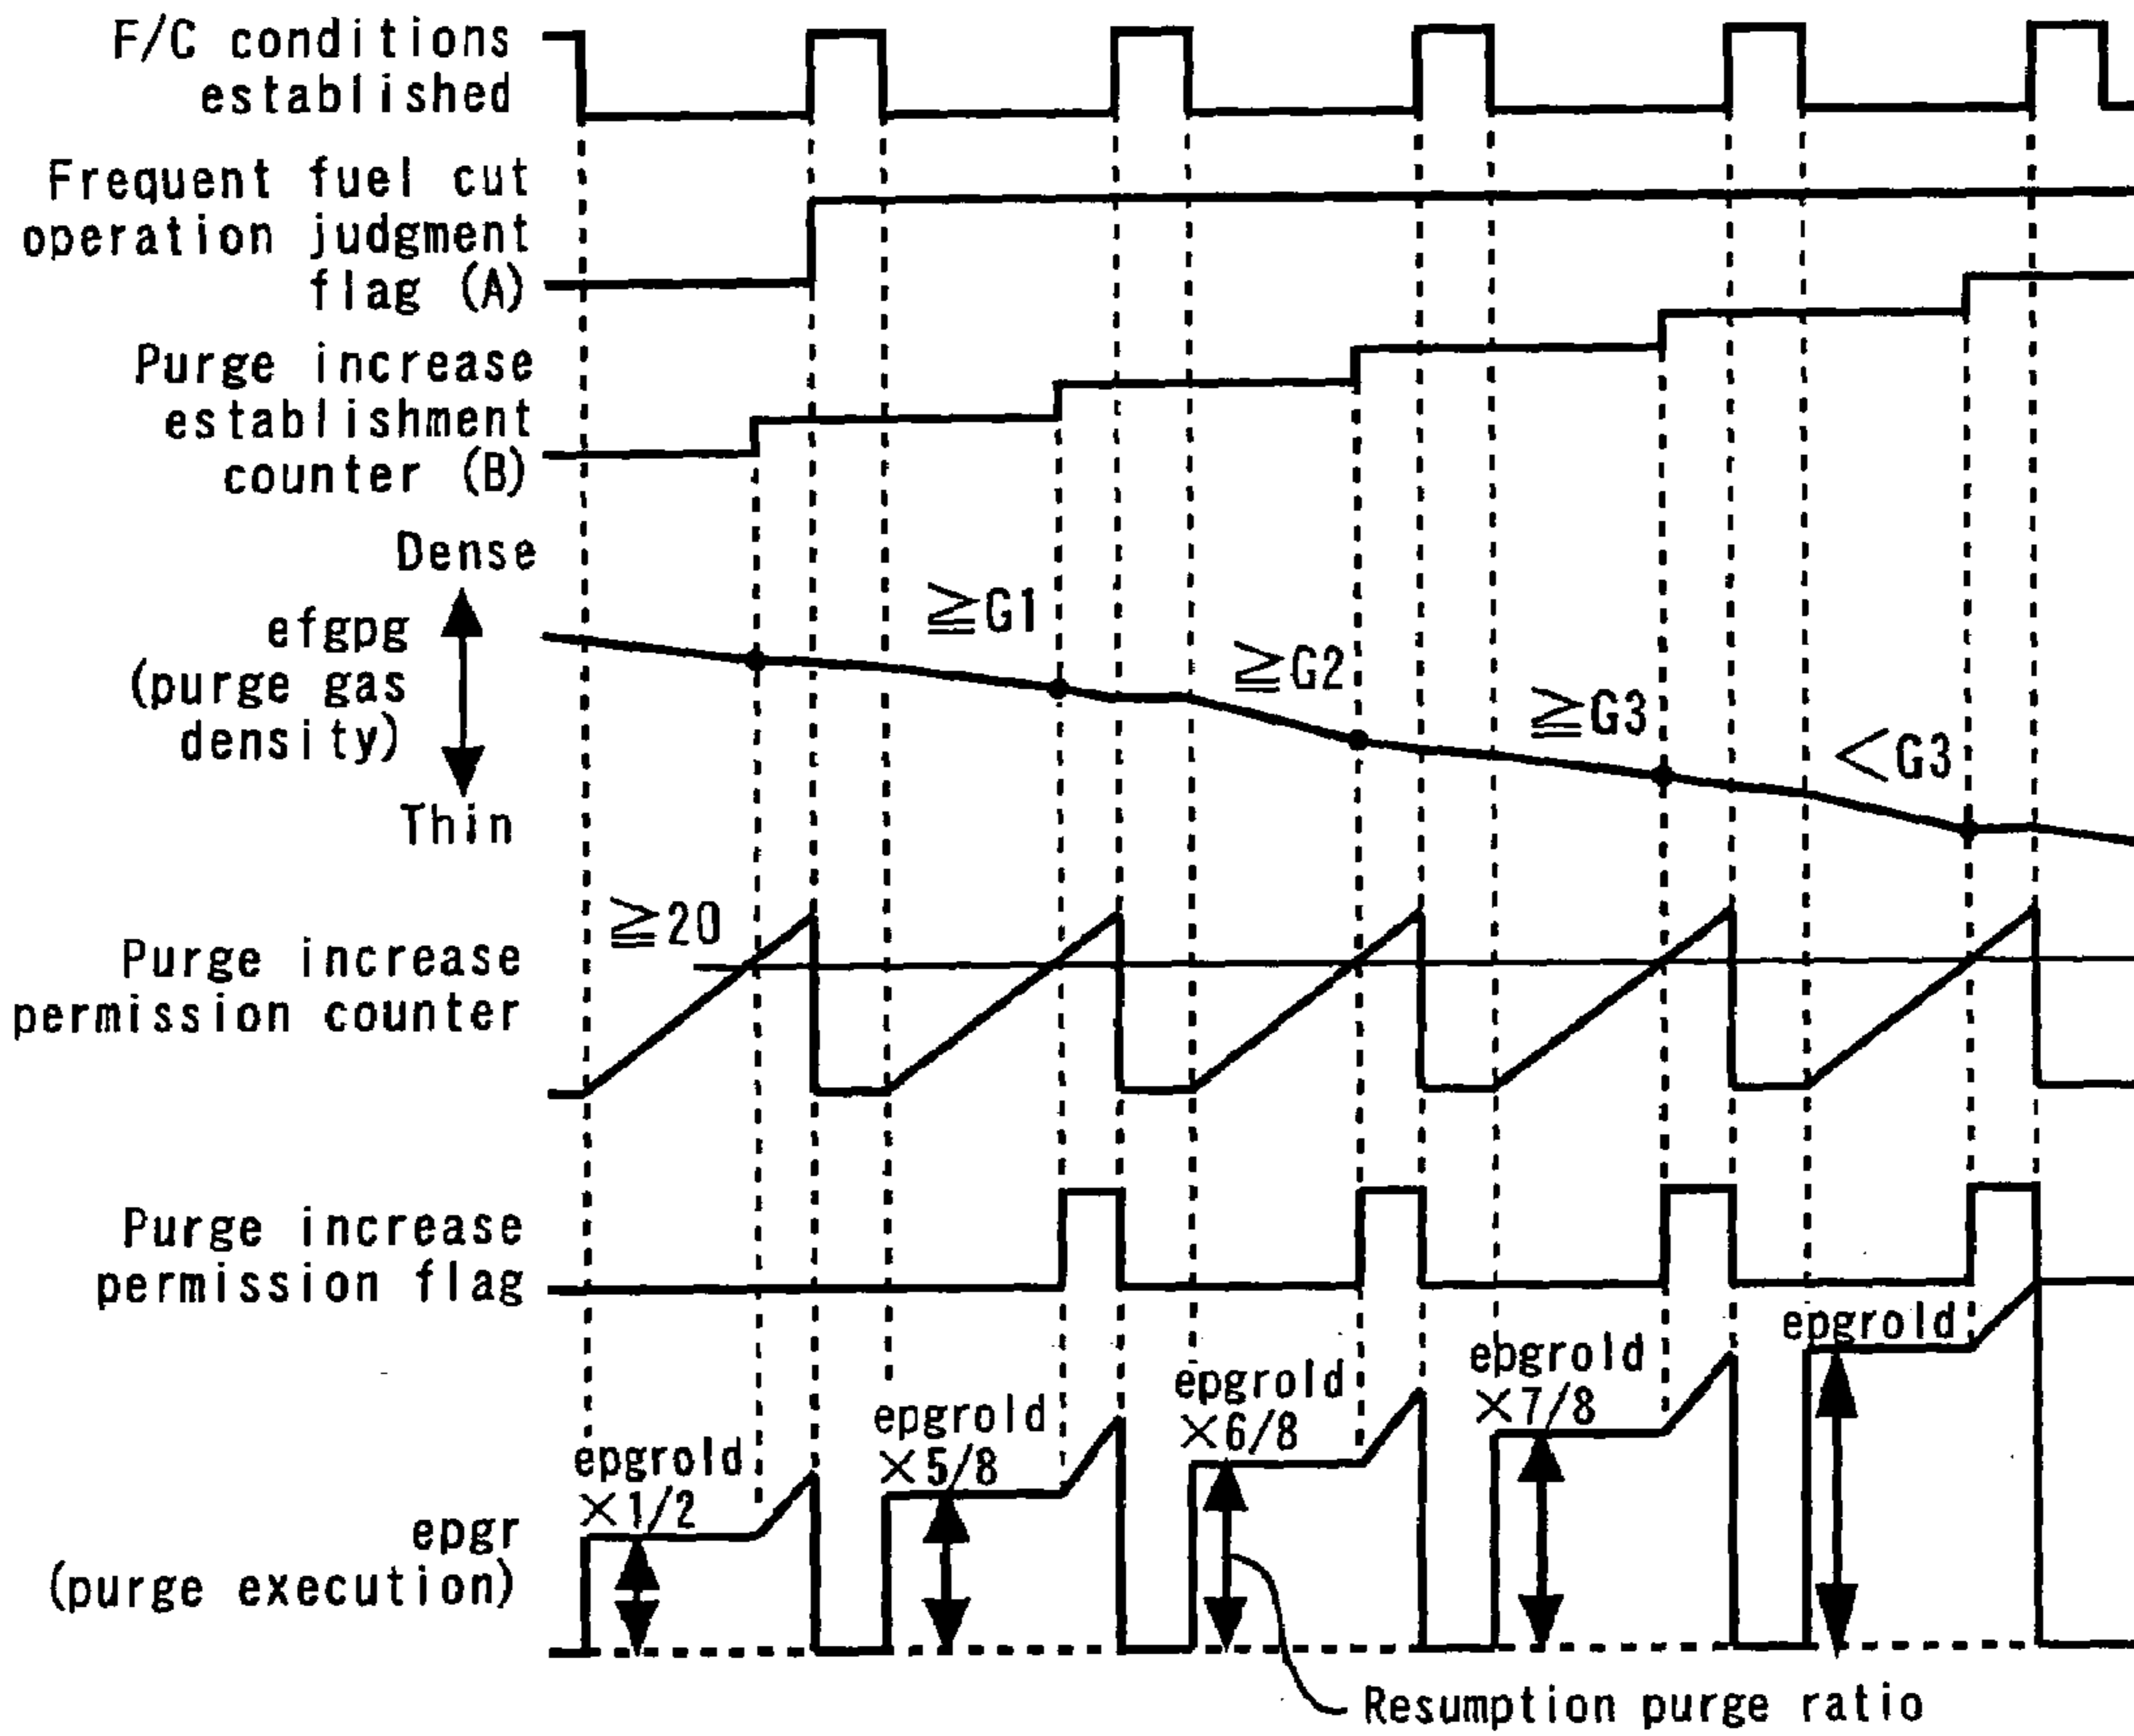 F/C conditions
established
Frequent fuel cut
operation judgment
flag (A)
Purge increase
establishment
counter (B)
Dense
efgpg
(purge gas
density)
Thin
≧G1
≧G2
≧G3
<G3
≧20
Purge increase
permission counter
Purge increase
permission flag
epgrold
×1/2
epgrold
×5/8
epgrold
×6/8
epgrold
×7/8
epgrold
epgr
(purge execution)
Resumption purge ratio